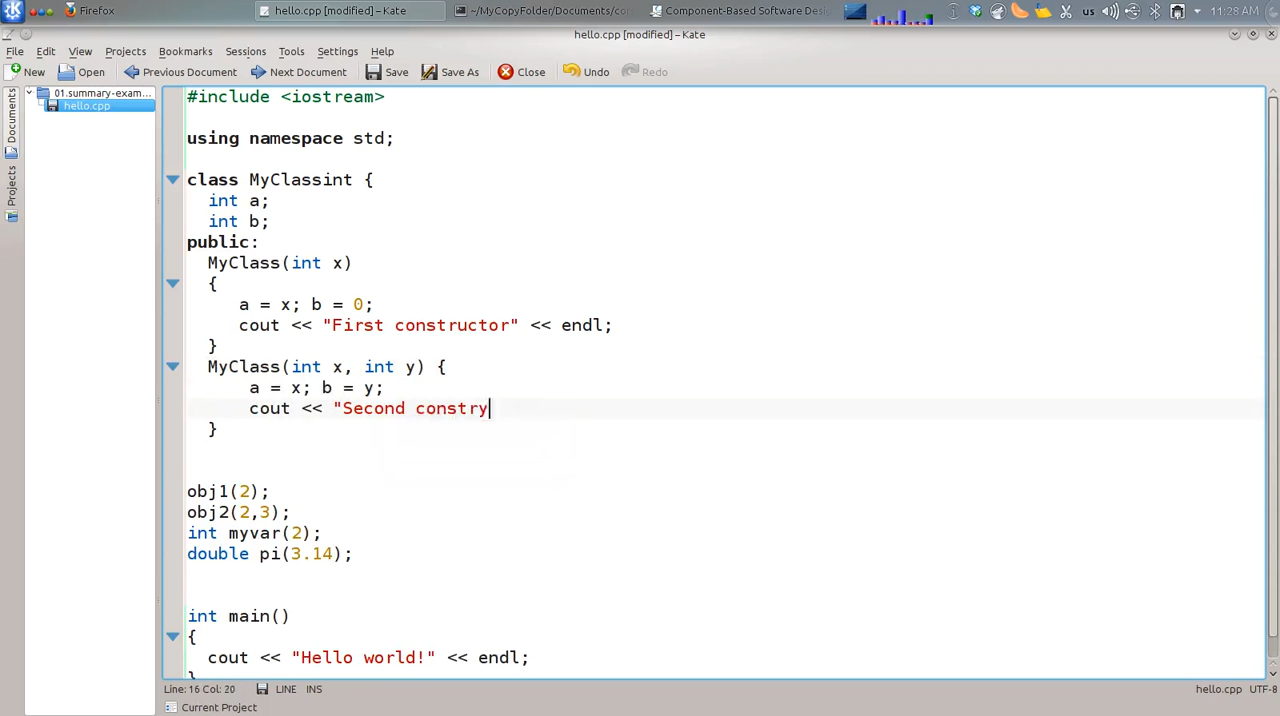 Firefox
hello.cpp [modified] – Kate
~/MyCopyFolder/Documents/cor
Component-Based Software Desi
us
11:28 AM
hello.cpp [modified] – Kate
File Edit View Projects Bookmarks Sessions Tools Settings Help
New Open Previous Document Next Document Save Save As Close Undo Redo
Documents
Projects
01.summary-exam...
hello.cpp
#include <iostream>
using namespace std;
class MyClassint {
int a;
int b;
public:
MyClass(int x)
{
a = x; b = 0;
cout << "First constructor" << endl;
}
MyClass(int x, int y) {
a = x; b = y;
cout << "Second constry
}
obj1(2);
obj2(2,3);
int myvar(2);
double pi(3.14);
int main()
{
cout << "Hello world!" << endl;
}
Line: 16 Col: 20 LINE INS hello.cpp UTF-8
Current Project